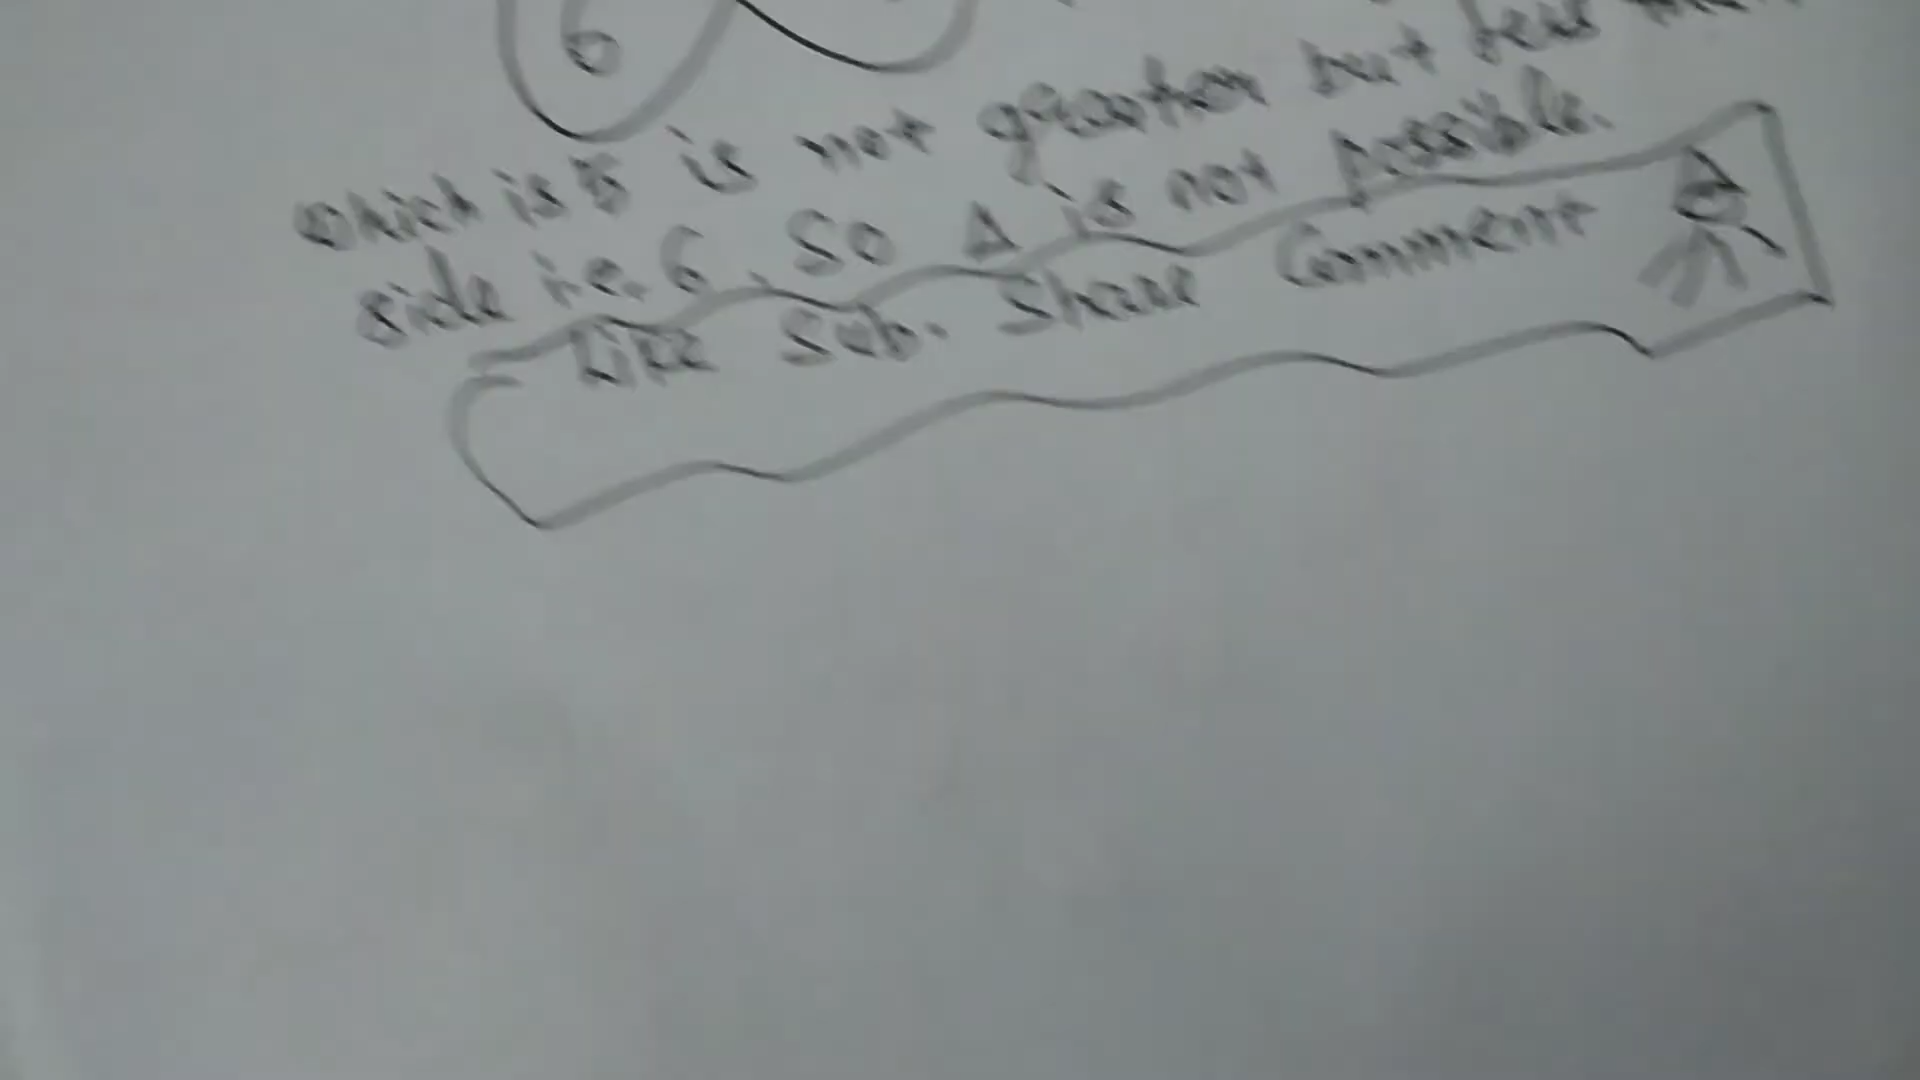 6
which is 5 is not greater but less than
side i.e. 6. So Δ is not possible.
Like Sub. Share Comment